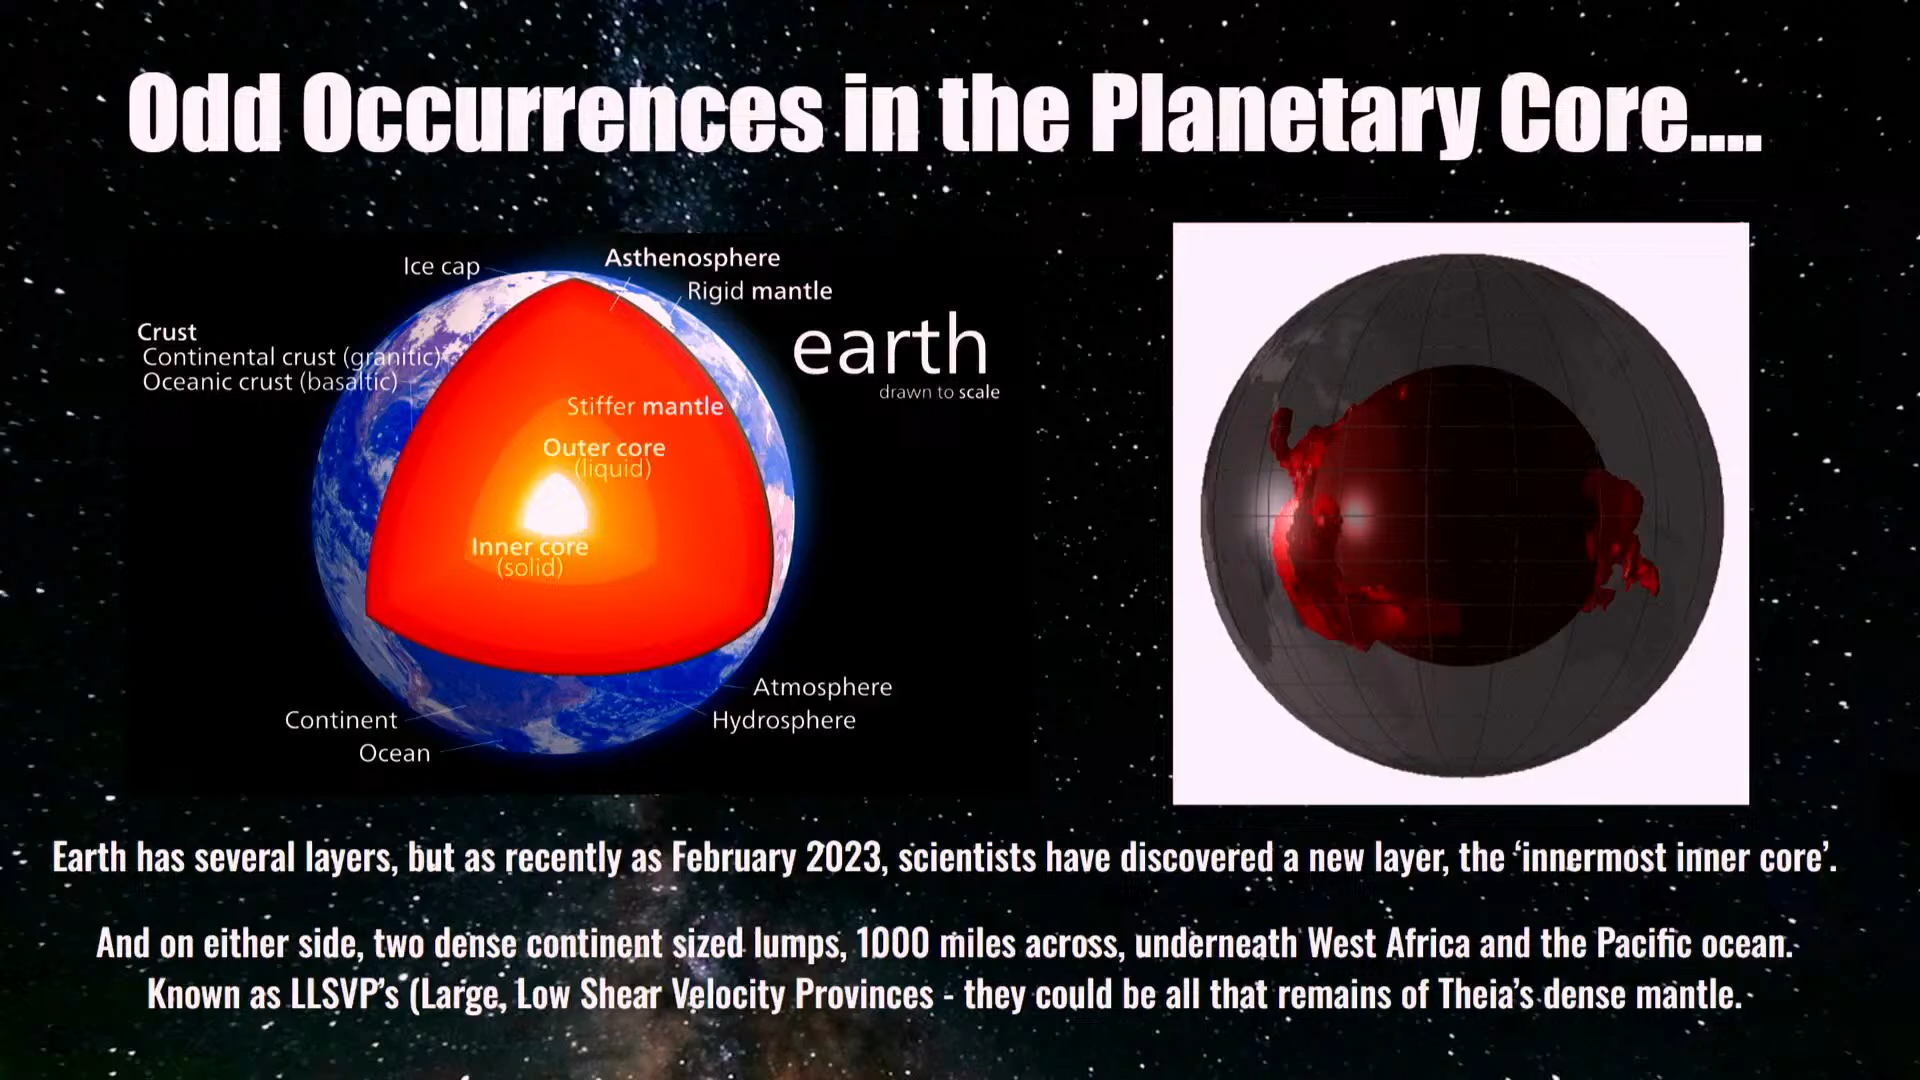 Odd Occurrences in the Planetary Core....
Ice cap
Asthenosphere
Rigid mantle
Crust
Continental crust (granitic)
Oceanic crust (basaltic)
earth
drawn to scale
Stiffer mantle
Outer core
(liquid)
Inner core
(solid)
Atmosphere
Hydrosphere
Continent
Ocean
Earth has several layers, but as recently as February 2023, scientists have discovered a new layer, the ‘innermost inner core’.
And on either side, two dense continent sized lumps, 1000 miles across, underneath West Africa and the Pacific ocean.
Known as LLSVP’s (Large, Low Shear Velocity Provinces - they could be all that remains of Theia’s dense mantle.